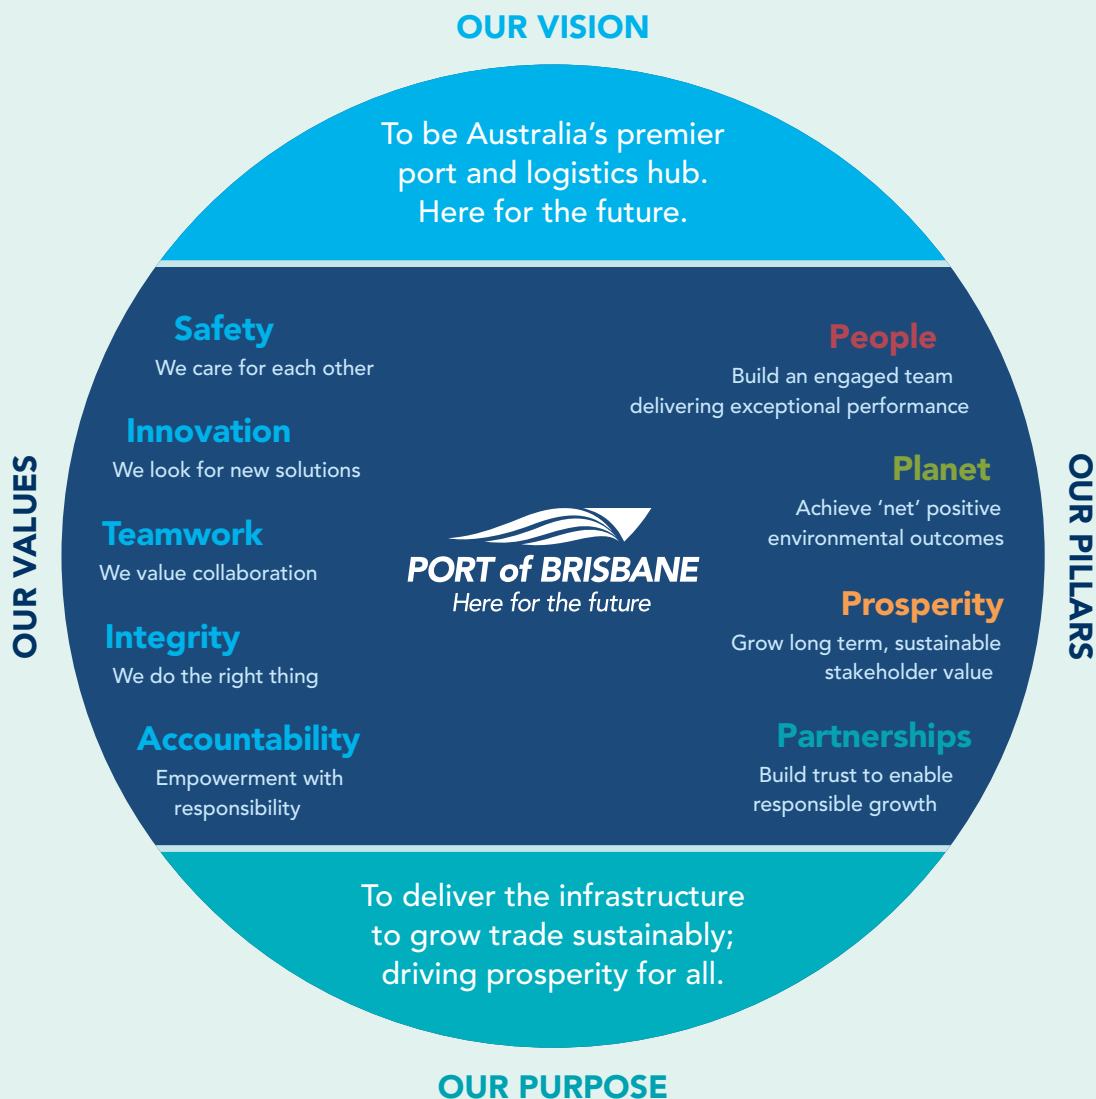 OUR VISION
To be Australia’s premier
port and logistics hub.
Here for the future.
OUR VALUES
Safety
We care for each other
Innovation
We look for new solutions
Teamwork
We value collaboration
Integrity
We do the right thing
Accountability
Empowerment with
responsibility
PORT of BRISBANE
Here for the future
OUR PILLARS
People
Build an engaged team
delivering exceptional performance
Planet
Achieve ‘net’ positive
environmental outcomes
Prosperity
Grow long term, sustainable
stakeholder value
Partnerships
Build trust to enable
responsible growth
To deliver the infrastructure
to grow trade sustainably;
driving prosperity for all.
OUR PURPOSE